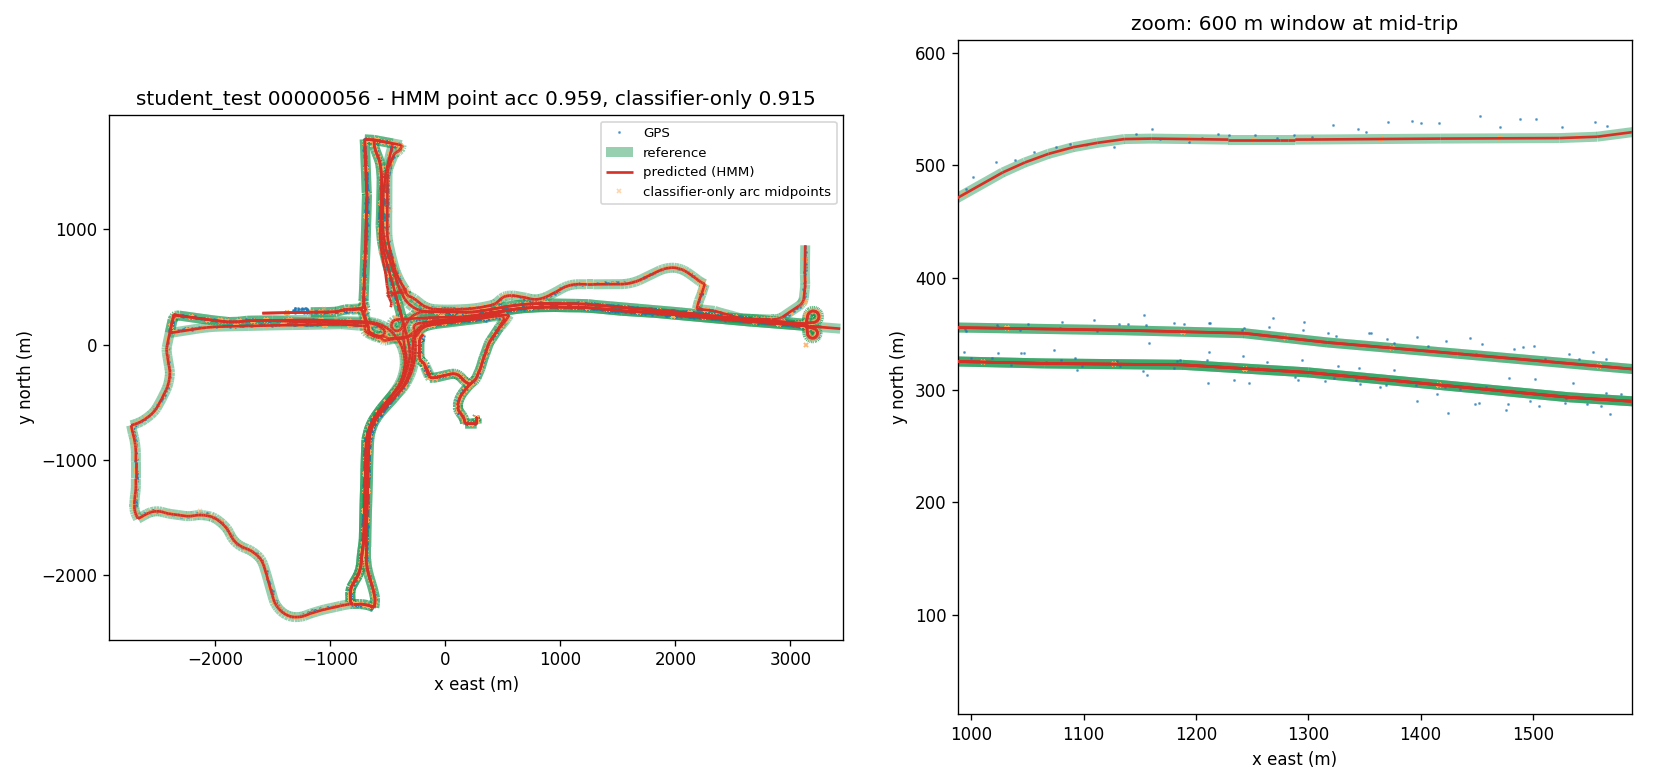 student_test 00000056 - HMM point acc 0.959, classifier-only 0.915
GPS
reference
predicted (HMM)
classifier-only arc midpoints
1000
0
−1000
−2000
y north (m)
−2000
−1000
0
1000
2000
3000
x east (m)
zoom: 600 m window at mid-trip
600
500
400
300
200
100
y north (m)
1000
1100
1200
1300
1400
1500
x east (m)